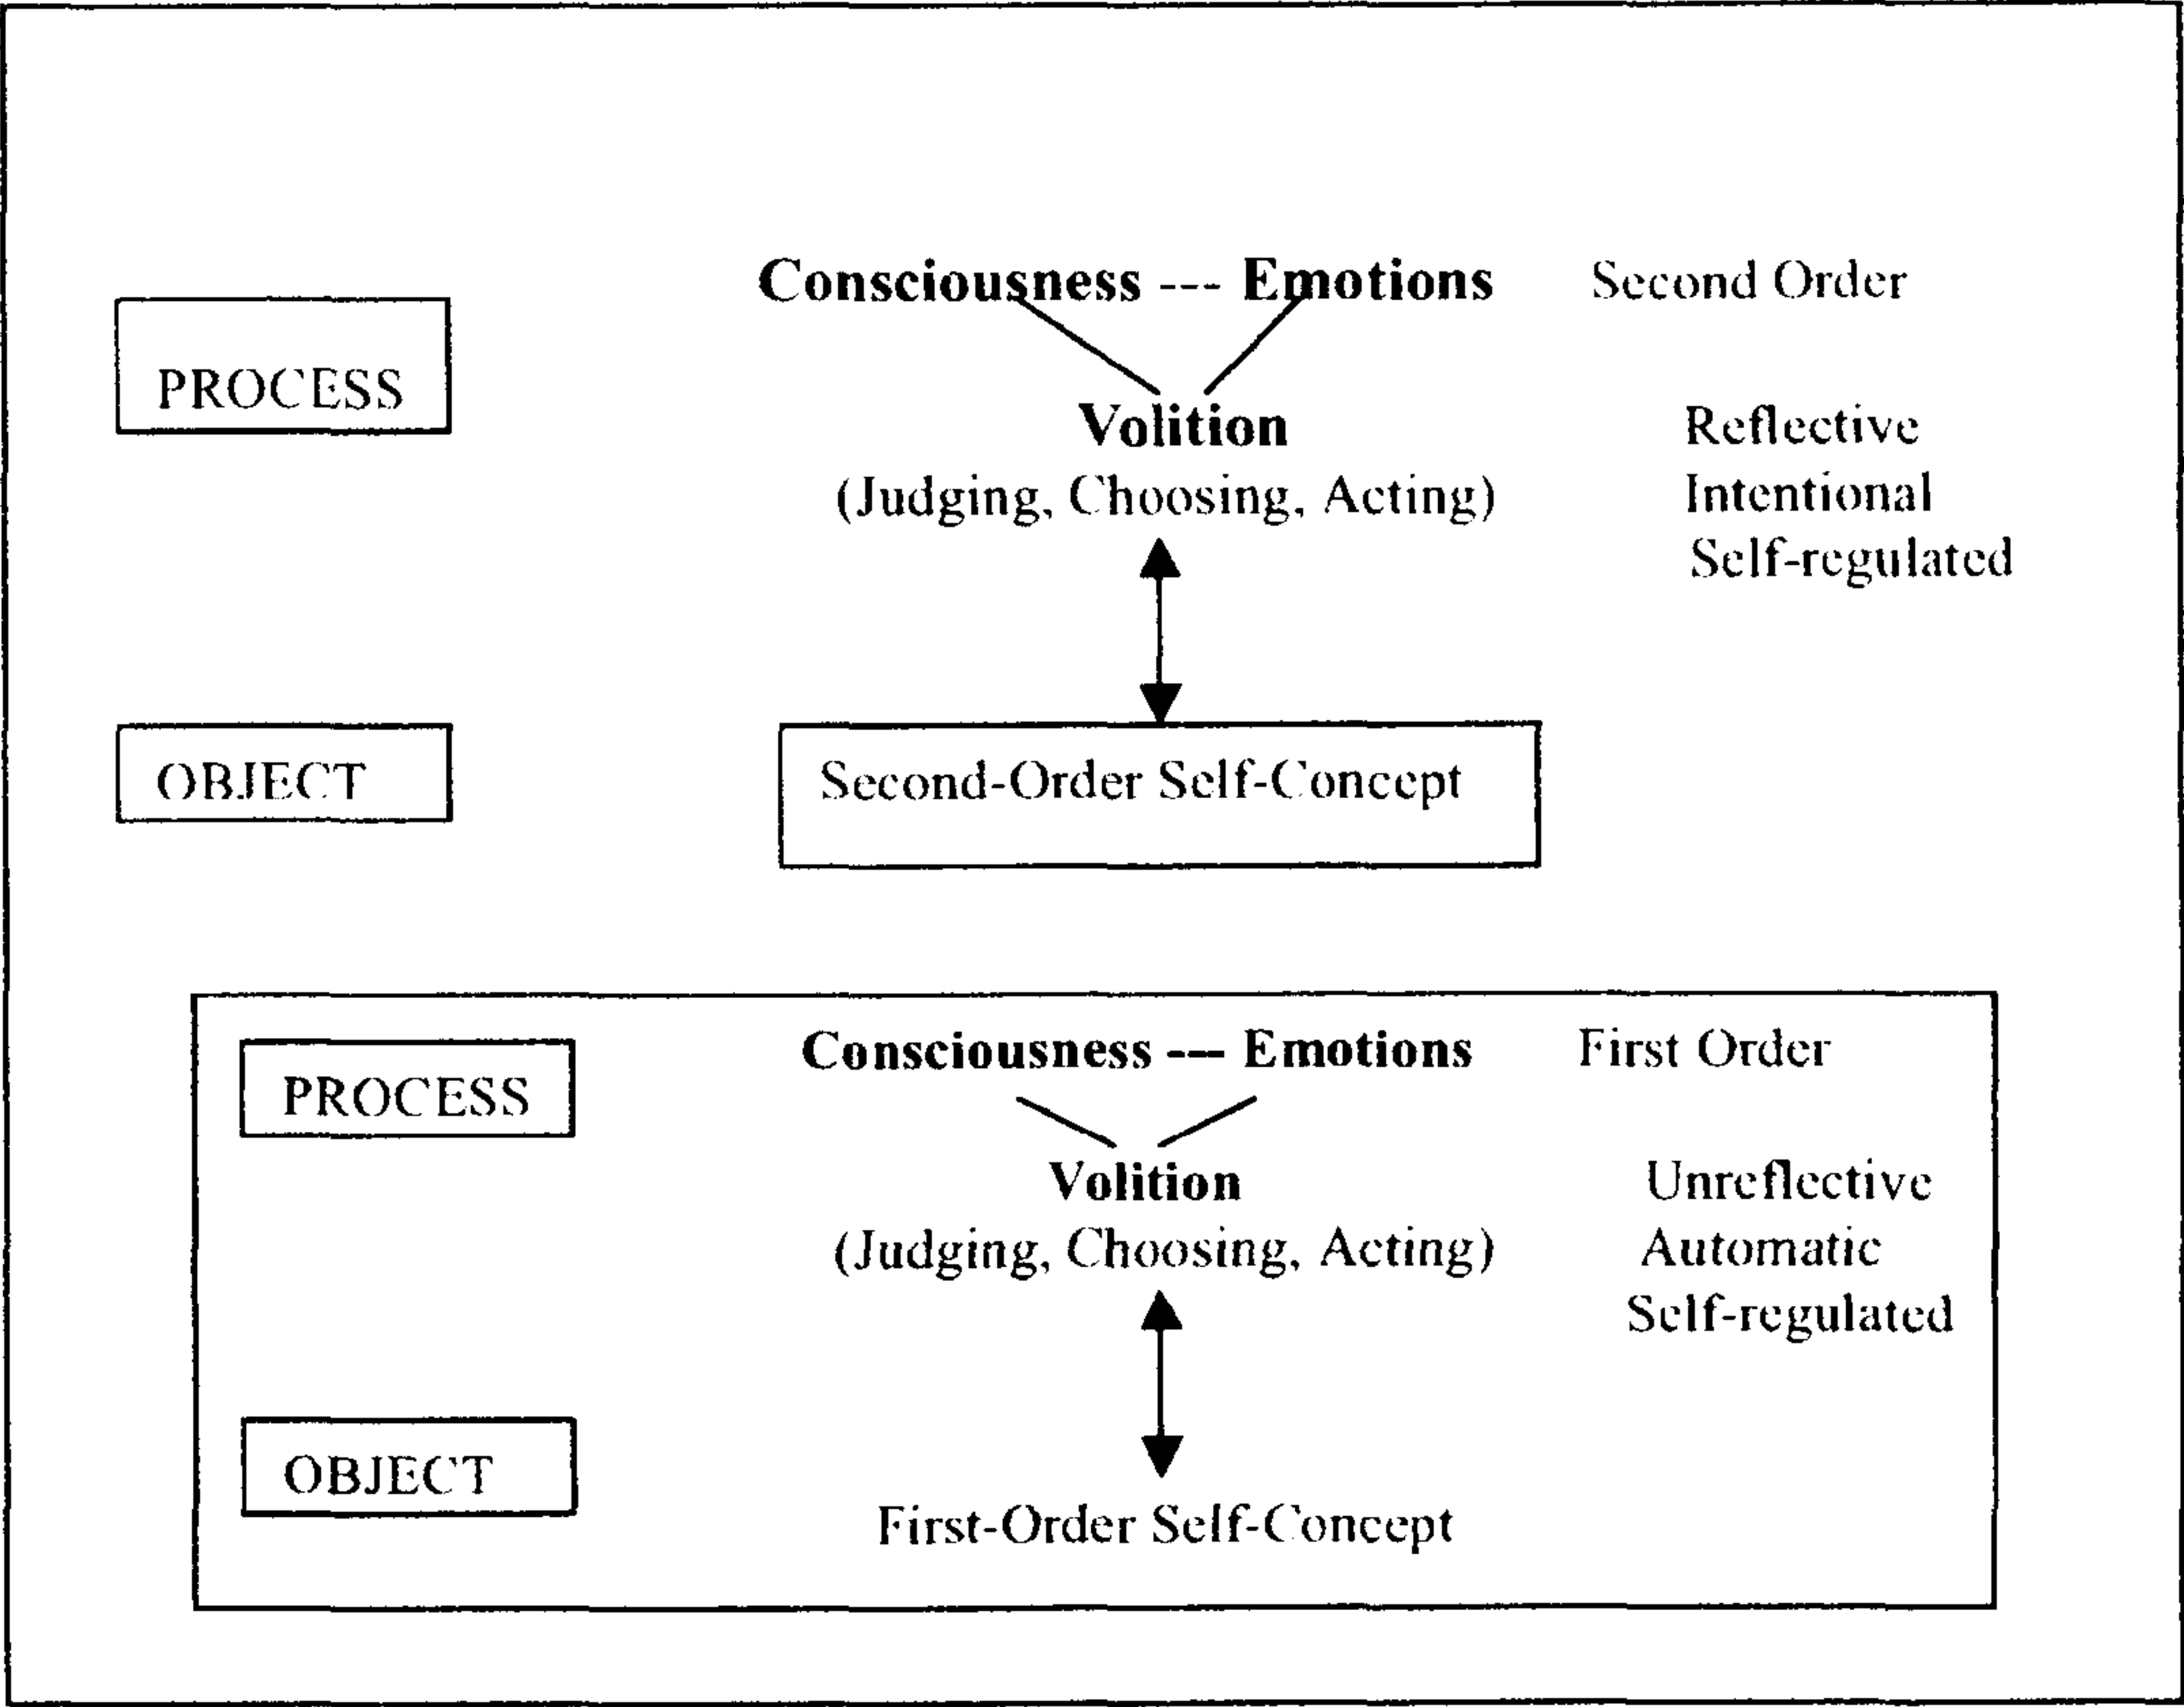 Consciousness --- Emotions Second Order
PROCESS
Volition Reflective
(Judging, Choosing, Acting) Intentional
Self-regulated
OBJECT Second-Order Self-Concept
Consciousness --- Emotions First Order
PROCESS
Volition Unreflective
(Judging, Choosing, Acting) Automatic
Self-regulated
OBJECT
First-Order Self-Concept